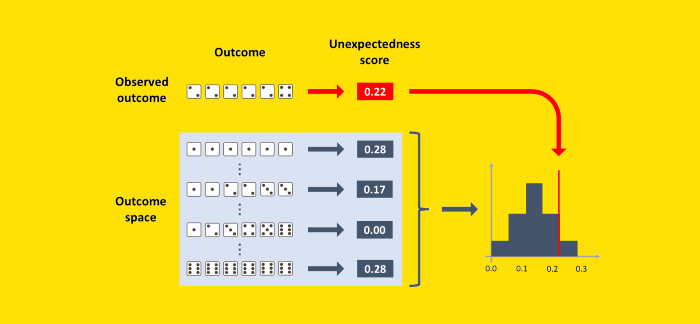 Outcome
Unexpectedness
score
Observed
outcome
0.22
Outcome
space
0.28
0.17
0.00
0.28
0.0 0.1 0.2 0.3